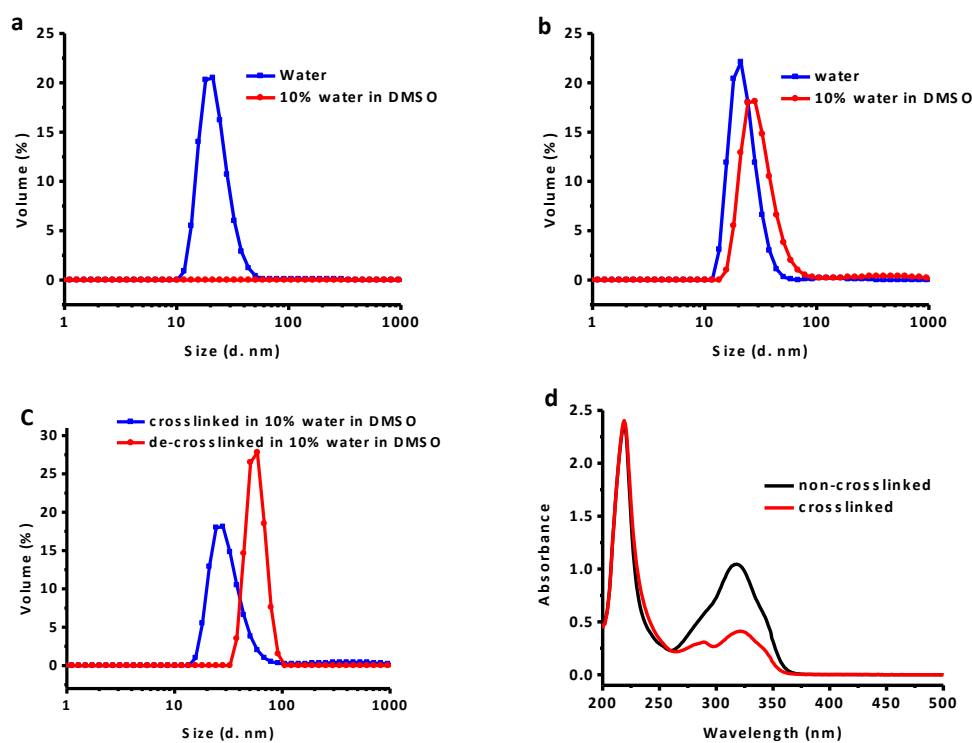 a
Water
10% water in DMSO
Volume (%)
25
20
15
10
5
0
1
10
100
1000
Size (d. nm)
b
water
10% water in DMSO
Volume (%)
25
20
15
10
5
0
1
10
100
1000
Size (d. nm)
c
crosslinked in 10% water in DMSO
de-crosslinked in 10% water in DMSO
Volume (%)
30
25
20
15
10
5
0
1
10
100
1000
Size (d. nm)
d
non-crosslinked
crosslinked
Absorbance
2.5
2.0
1.5
1.0
0.5
0.0
200
250
300
350
400
450
500
Wavelength (nm)